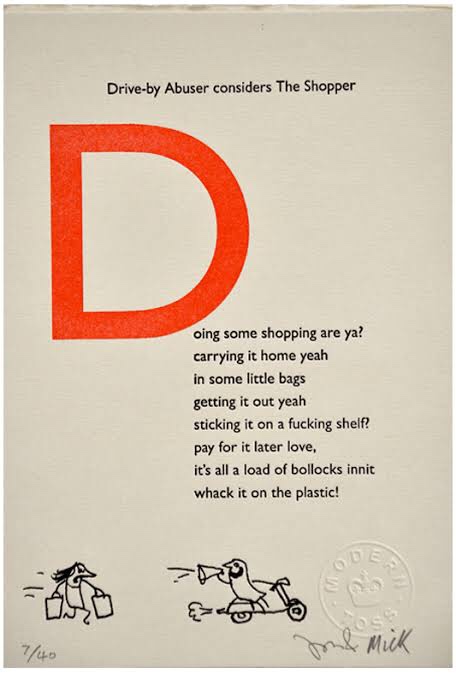 Drive-by Abuser considers The Shopper
Doing some shopping are ya?
carrying it home yeah
in some little bags
getting it out yeah
sticking it on a fucking shelf?
pay for it later love,
it's all a load of bollocks innit
whack it on the plastic!
MODERN TOSS
7/40
Jon & Mick